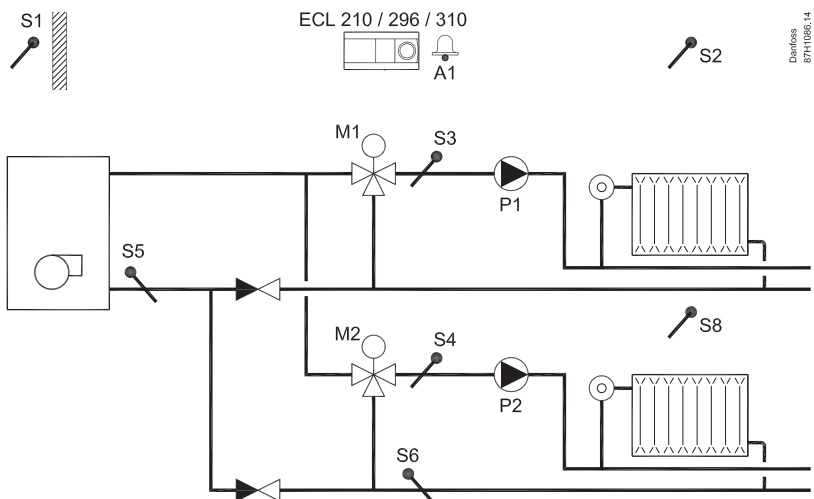 S1
ECL 210 / 296 / 310
A1
S2
Danfoss
87H1086.14
M1
S3
P1
S5
S8
M2
S4
P2
S6